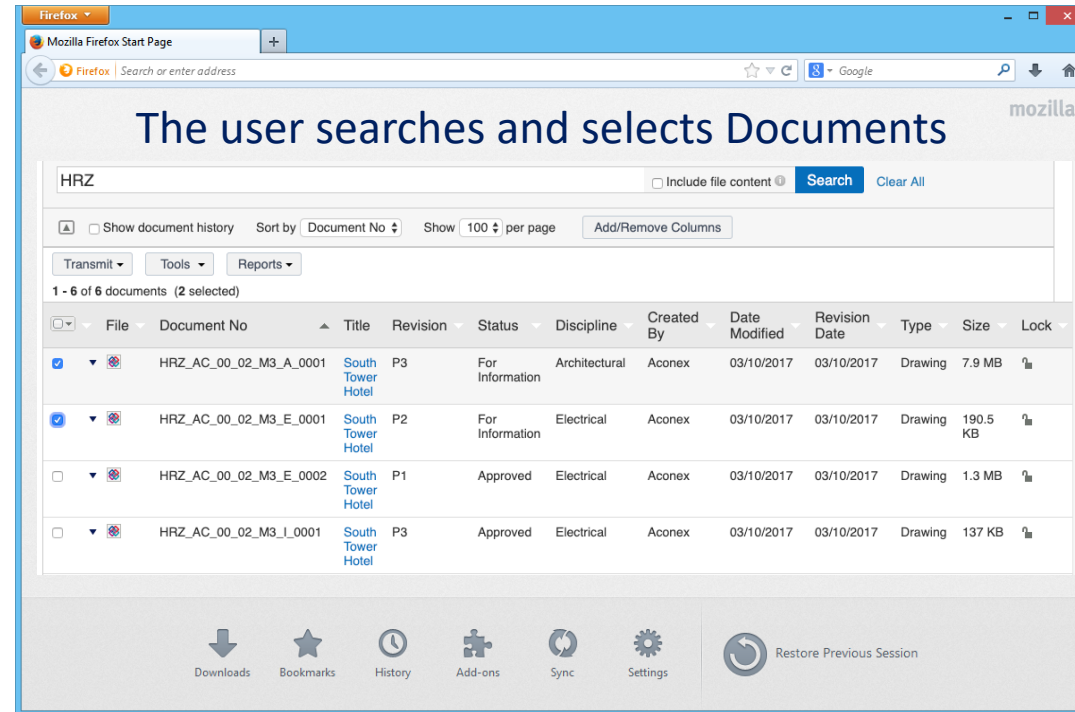 Firefox
Mozilla Firefox Start Page
Firefox Search or enter address
Google
mozilla
The user searches and selects Documents
HRZ Include file content Search Clear All
Show document history Sort by Document No Show 100 per page Add/Remove Columns
Transmit Tools Reports
1 - 6 of 6 documents (2 selected)
File Document No Title Revision Status Discipline Created By Date Modified Revision Date Type Size Lock
HRZ_AC_00_02_M3_A_0001 South Tower Hotel P3 For Information Architectural Aconex 03/10/2017 03/10/2017 Drawing 7.9 MB
HRZ_AC_00_02_M3_E_0001 South Tower Hotel P2 For Information Electrical Aconex 03/10/2017 03/10/2017 Drawing 190.5 KB
HRZ_AC_00_02_M3_E_0002 South Tower Hotel P1 Approved Electrical Aconex 03/10/2017 03/10/2017 Drawing 1.3 MB
HRZ_AC_00_02_M3_I_0001 South Tower Hotel P3 Approved Electrical Aconex 03/10/2017 03/10/2017 Drawing 137 KB
Downloads Bookmarks History Add-ons Sync Settings Restore Previous Session